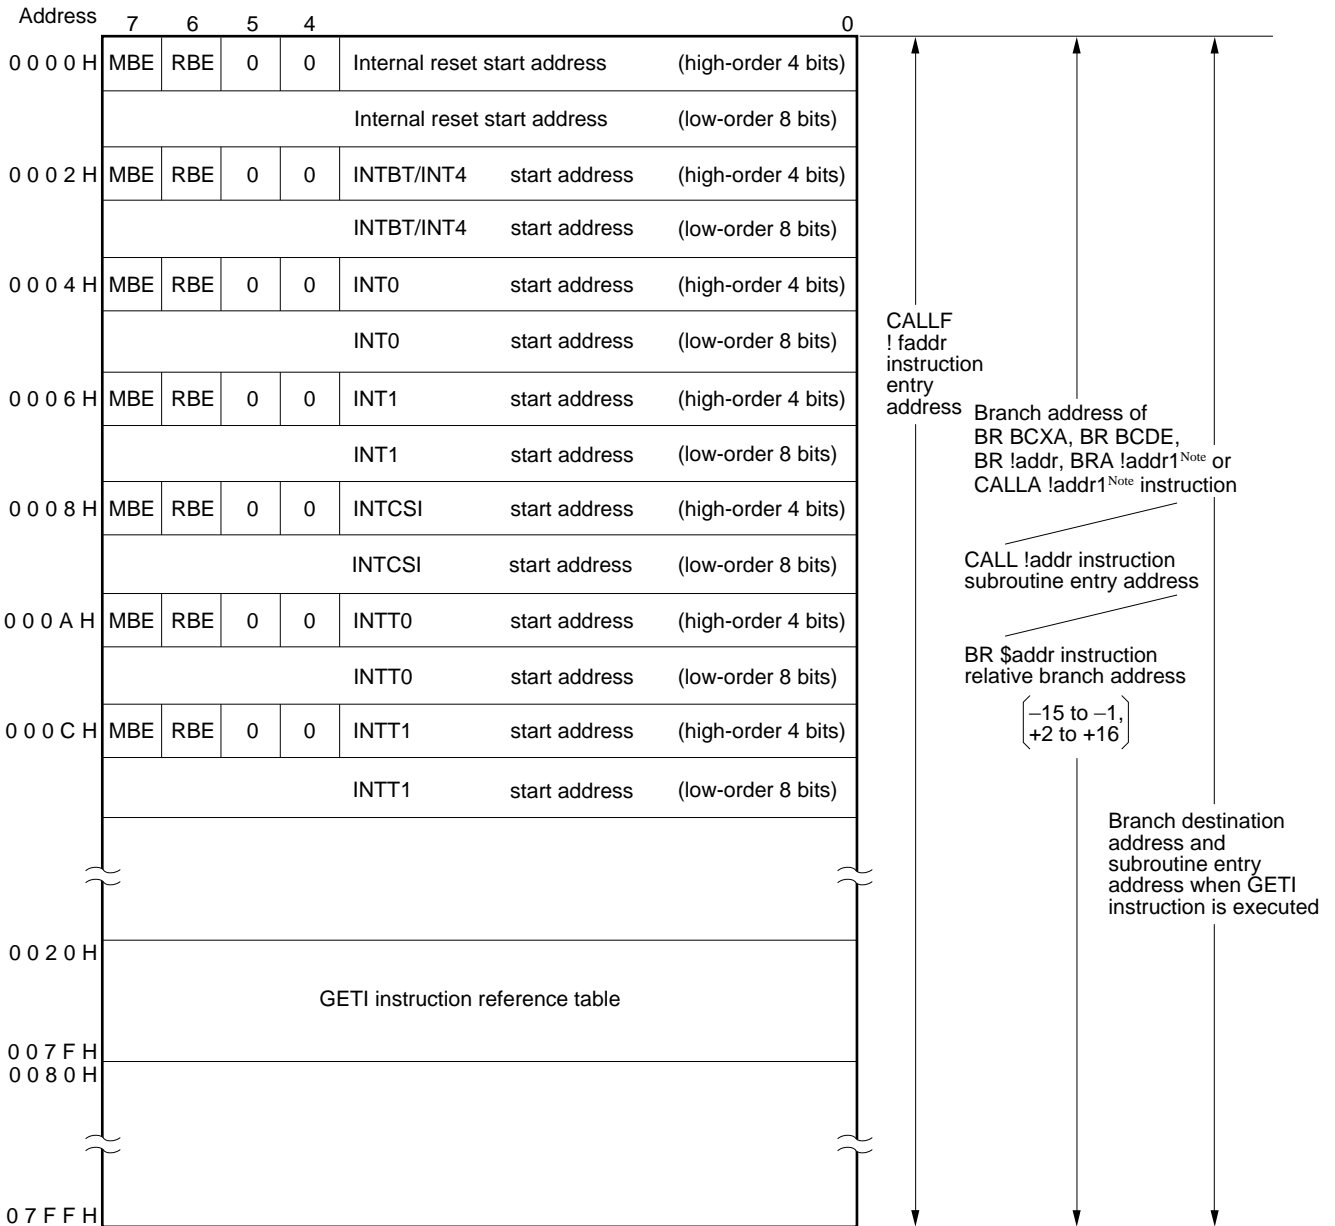 Address 7 6 5 4 0
0000H MBE RBE 0 0 Internal reset start address (high-order 4 bits)
Internal reset start address (low-order 8 bits)
0002H MBE RBE 0 0 INTBT/INT4 start address (high-order 4 bits)
INTBT/INT4 start address (low-order 8 bits)
0004H MBE RBE 0 0 INT0 start address (high-order 4 bits)
INT0 start address (low-order 8 bits)
0006H MBE RBE 0 0 INT1 start address (high-order 4 bits)
INT1 start address (low-order 8 bits)
0008H MBE RBE 0 0 INTCSI start address (high-order 4 bits)
INTCSI start address (low-order 8 bits)
000AH MBE RBE 0 0 INTT0 start address (high-order 4 bits)
INTT0 start address (low-order 8 bits)
000CH MBE RBE 0 0 INTT1 start address (high-order 4 bits)
INTT1 start address (low-order 8 bits)
0020H
GETI instruction reference table
007FH
0080H
07FFH
CALLF
! faddr
instruction
entry
address
Branch address of
BR BCXA, BR BCDE,
BR !addr, BRA !addr1Note or
CALLA !addr1Note instruction
CALL !addr instruction
subroutine entry address
BR $addr instruction
relative branch address
–15 to –1,
+2 to +16
Branch destination
address and
subroutine entry
address when GETI
instruction is executed